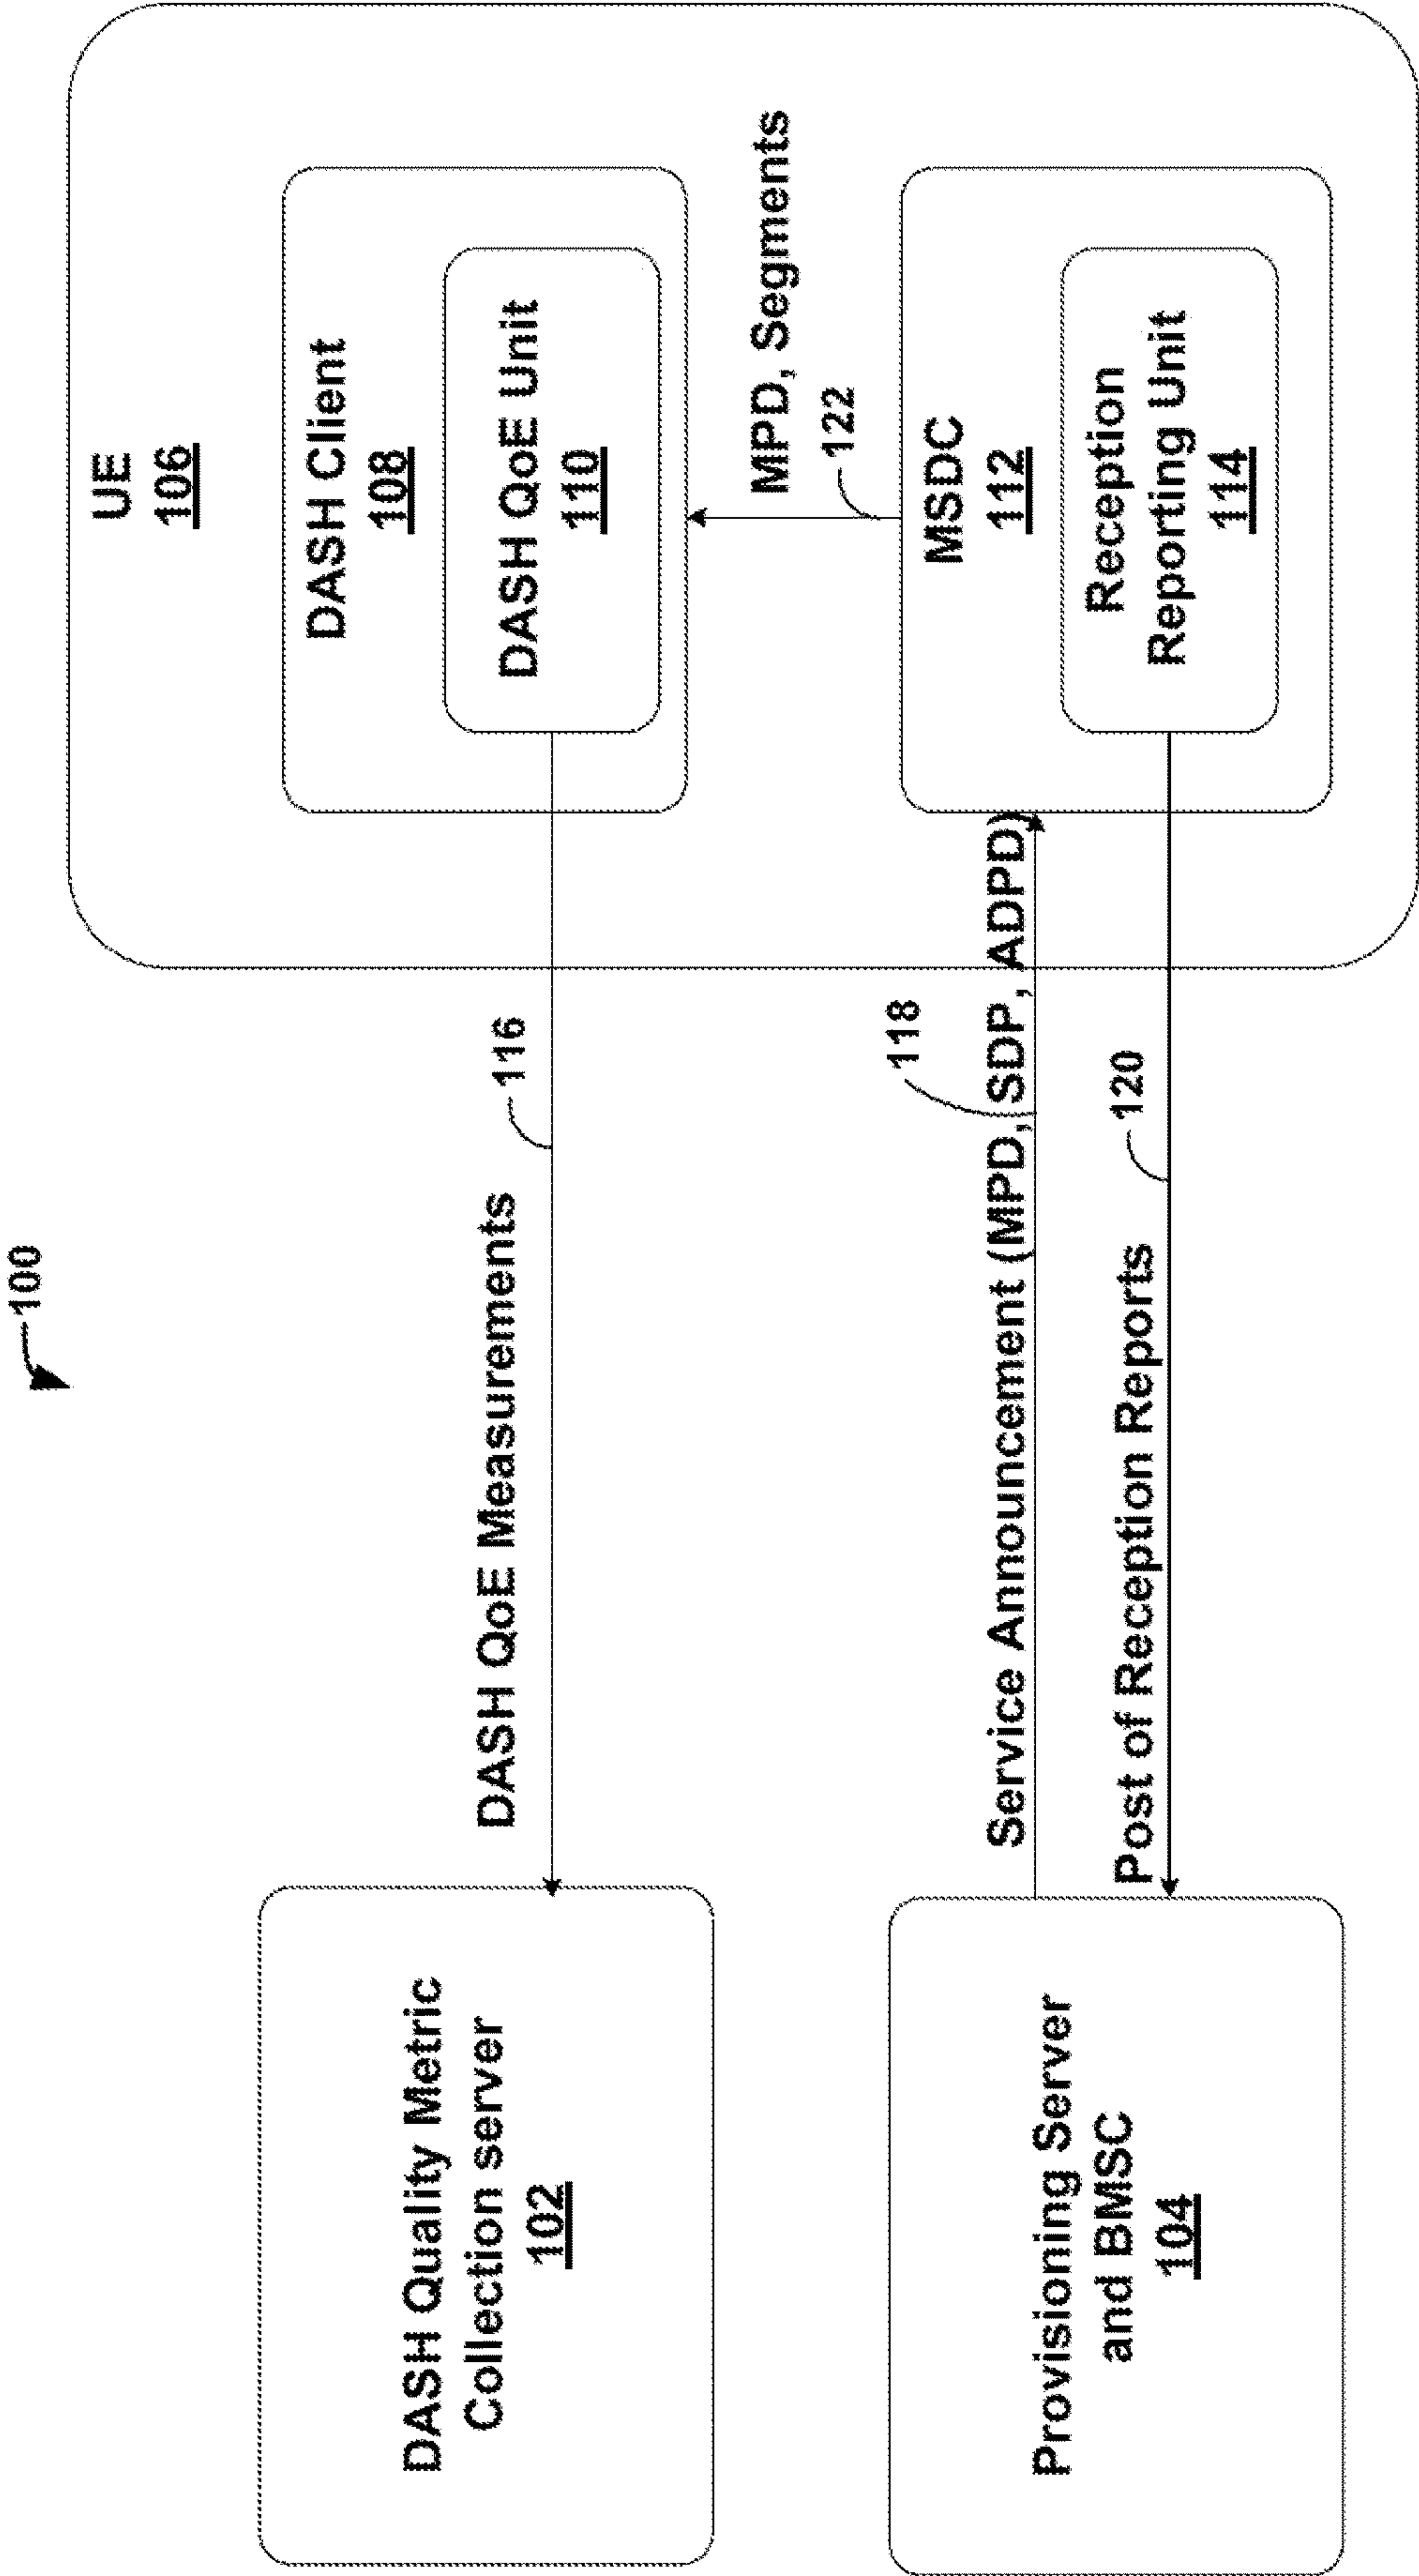 100
DASH Quality Metric
Collection server
102
DASH QoE Measurements
116
UE
106
DASH Client
108
DASH QoE Unit
110
MPD, Segments
122
Provisioning Server
and BMSC
104
Service Announcement (MPD, SDP, ADPD)
118
Post of Reception Reports
120
MSDC
112
Reception
Reporting Unit
114